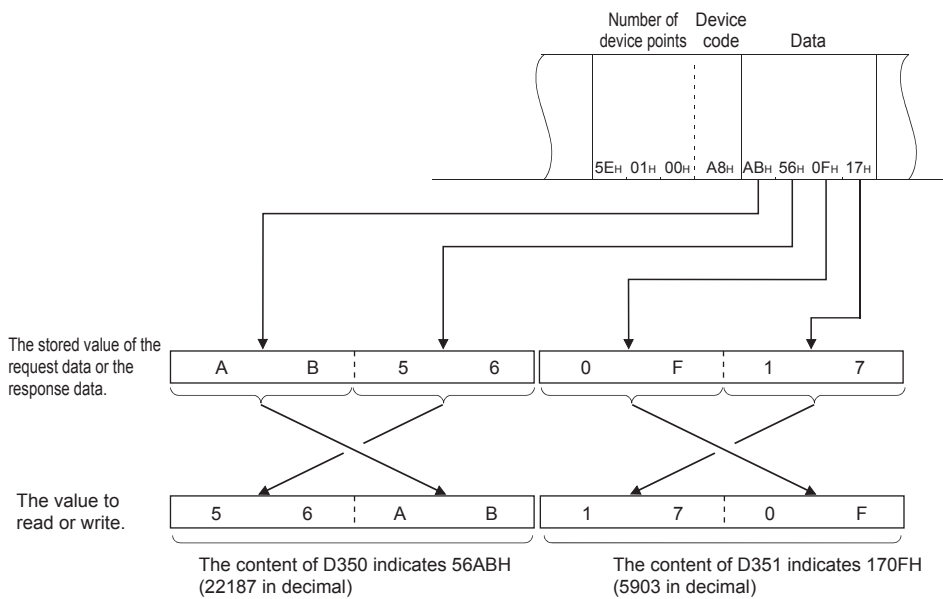 Number of device points
Device code
Data
5EH 01H 00H A8H ABH 56H 0FH 17H
The stored value of the
request data or the
response data.
A B 5 6 0 F 1 7
The value to
read or write.
5 6 A B 1 7 0 F
The content of D350 indicates 56ABH
(22187 in decimal)
The content of D351 indicates 170FH
(5903 in decimal)